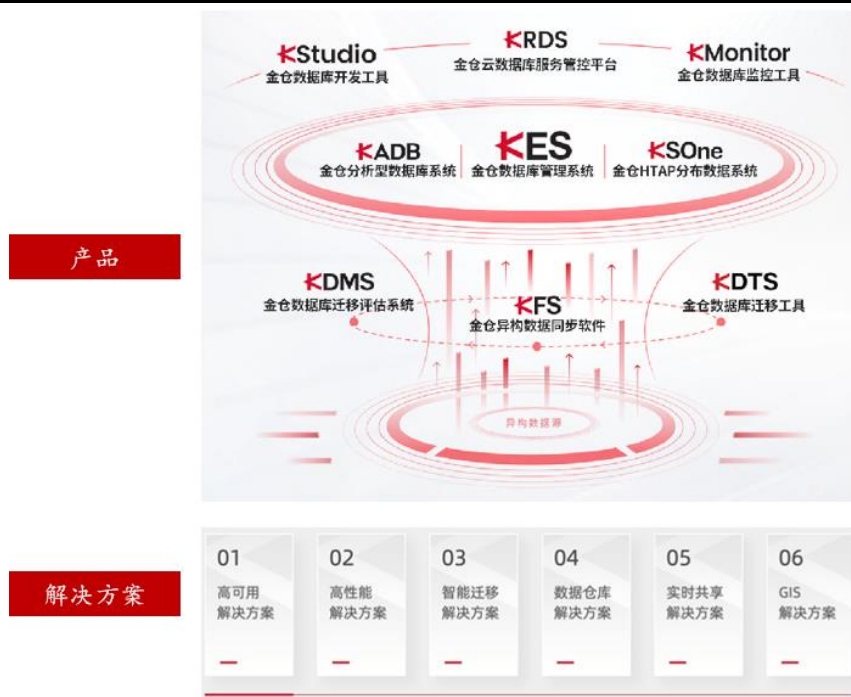 KStudio
金仓数据库开发工具
KRDS
金仓云数据库服务管控平台
KMonitor
金仓数据库监控工具
KADB
金仓分析型数据库系统
KES
金仓数据库管理系统
KSOne
金仓HTAP分布数据系统
产品
KDMS
金仓数据库迁移评估系统
KFS
金仓异构数据同步软件
KDTS
金仓数据库迁移工具
异构数据源
解决方案
01
高可用
解决方案
02
高性能
解决方案
03
智能迁移
解决方案
04
数据仓库
解决方案
05
实时共享
解决方案
06
GIS
解决方案